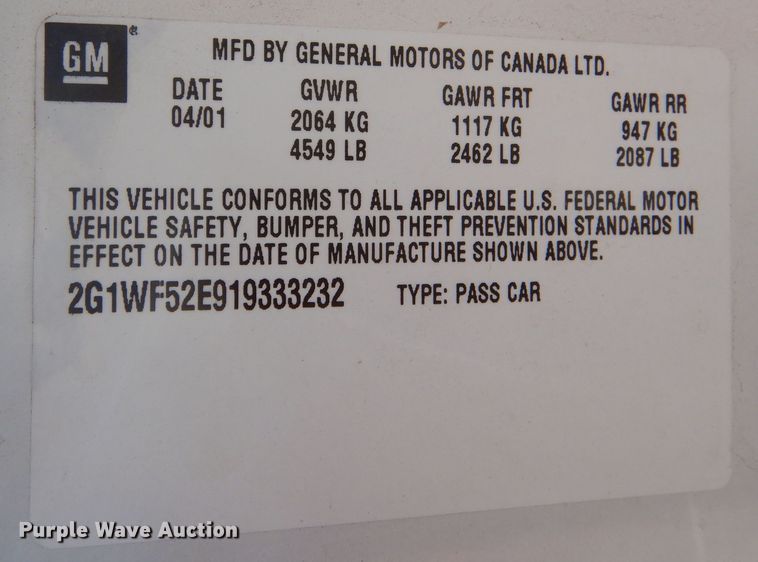 GM
MFD BY GENERAL MOTORS OF CANADA LTD.
DATE GVWR GAWR FRT GAWR RR
04/01 2064 KG 1117 KG 947 KG
4549 LB 2462 LB 2087 LB
THIS VEHICLE CONFORMS TO ALL APPLICABLE U.S. FEDERAL MOTOR
VEHICLE SAFETY, BUMPER, AND THEFT PREVENTION STANDARDS IN
EFFECT ON THE DATE OF MANUFACTURE SHOWN ABOVE.
2G1WF52E919333232 TYPE: PASS CAR
Purple Wave Auction